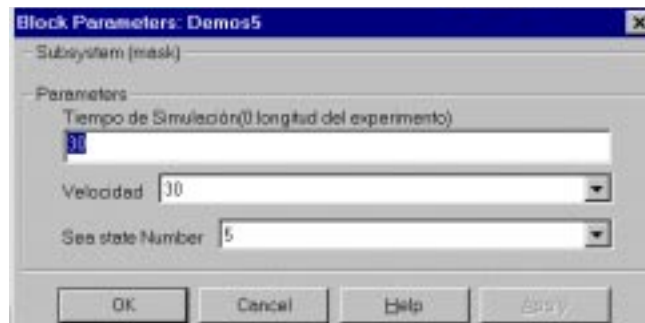 Block Parameters: Demos5
Subsystem (mask)
Parameters
Tiempo de Simulación(0 longitud del experimento)
30
Velocidad 30
Sea state Number 5
OK Cancel Help Apply